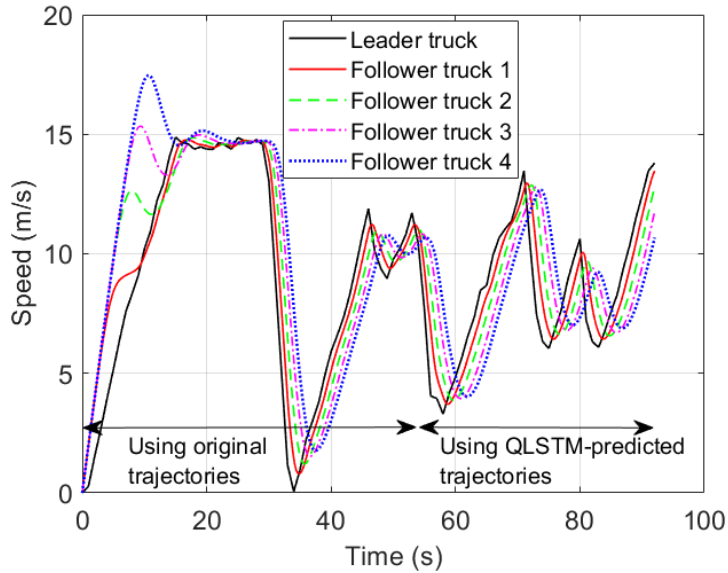 20
15
10
5
0
Speed (m/s)
Leader truck
Follower truck 1
Follower truck 2
Follower truck 3
Follower truck 4
Using original
trajectories
Using QLSTM-predicted
trajectories
0
20
40
60
80
100
Time (s)